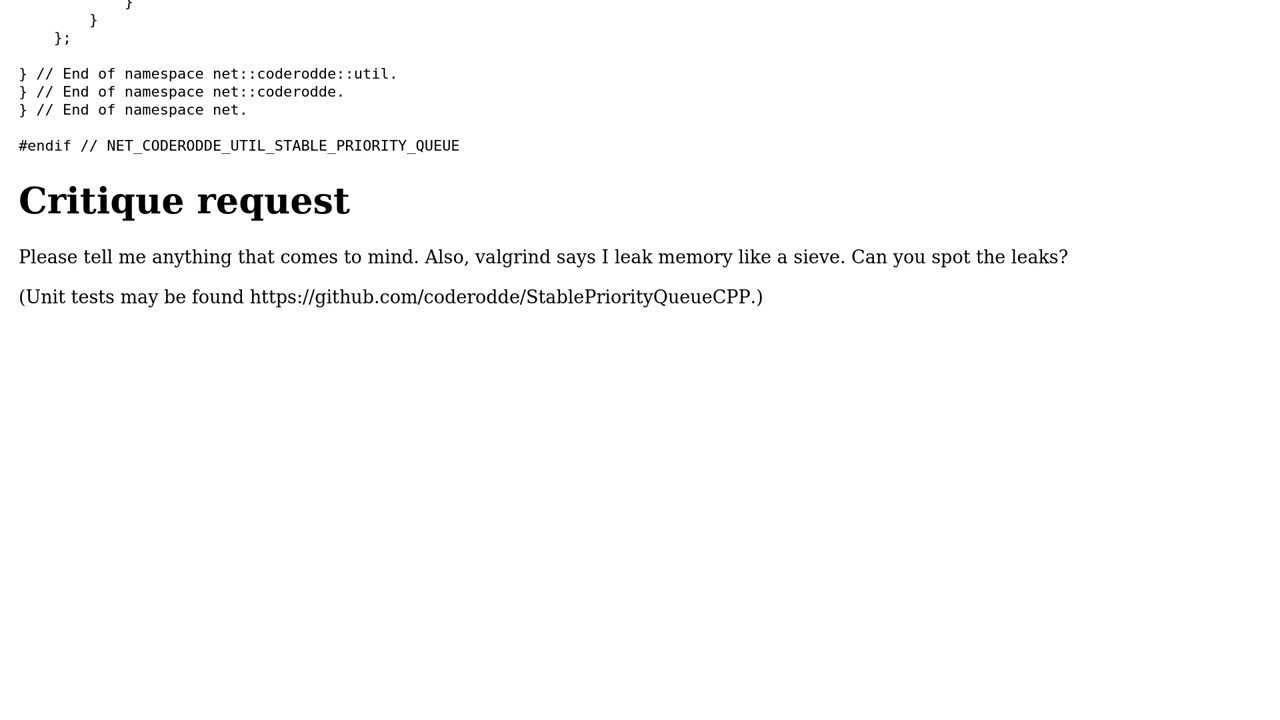 }
}
};
} // End of namespace net::coderodde::util.
} // End of namespace net::coderodde.
} // End of namespace net.
#endif // NET_CODERODDE_UTIL_STABLE_PRIORITY_QUEUE
Critique request
Please tell me anything that comes to mind. Also, valgrind says I leak memory like a sieve. Can you spot the leaks?
(Unit tests may be found https://github.com/coderodde/StablePriorityQueueCPP.)